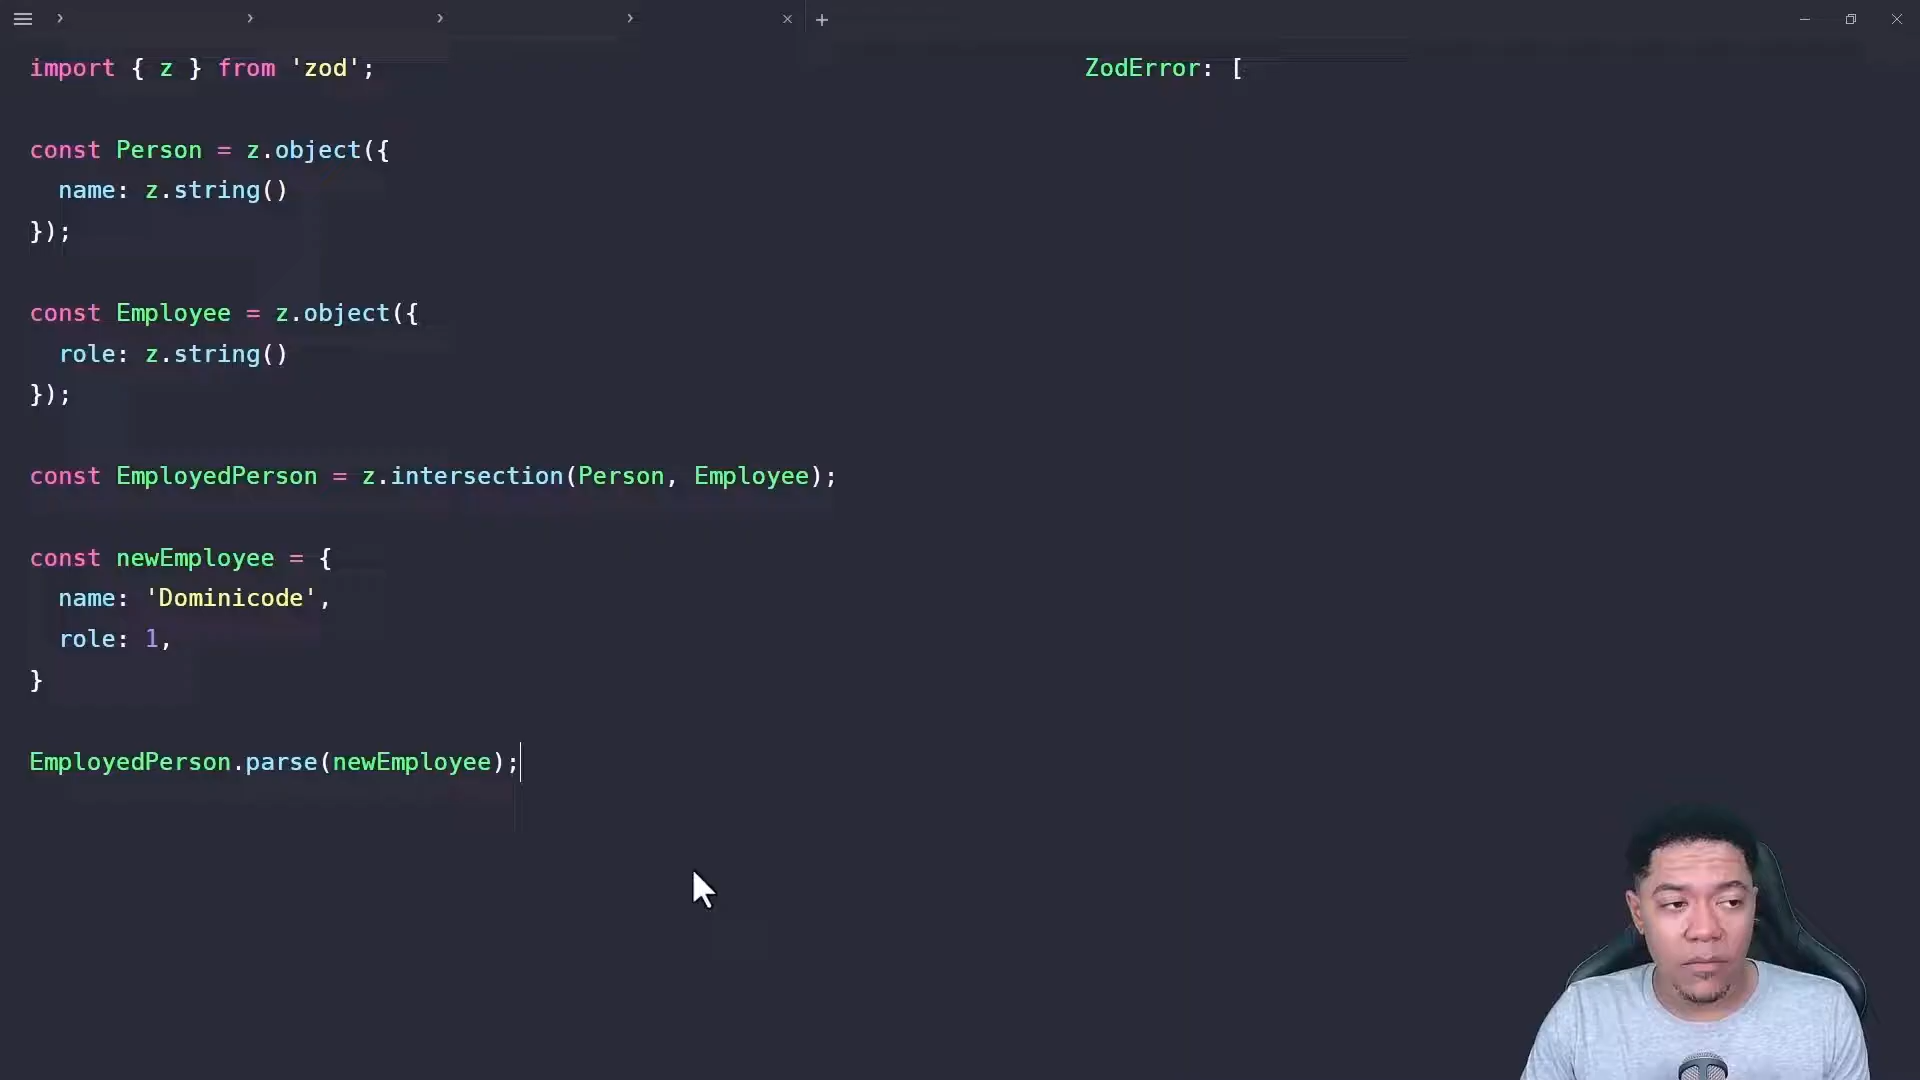 import { z } from 'zod';
const Person = z.object({
  name: z.string()
});
const Employee = z.object({
  role: z.string()
});
const EmployedPerson = z.intersection(Person, Employee);
const newEmployee = {
  name: 'Dominicode',
  role: 1,
}
EmployedPerson.parse(newEmployee);
ZodError: [